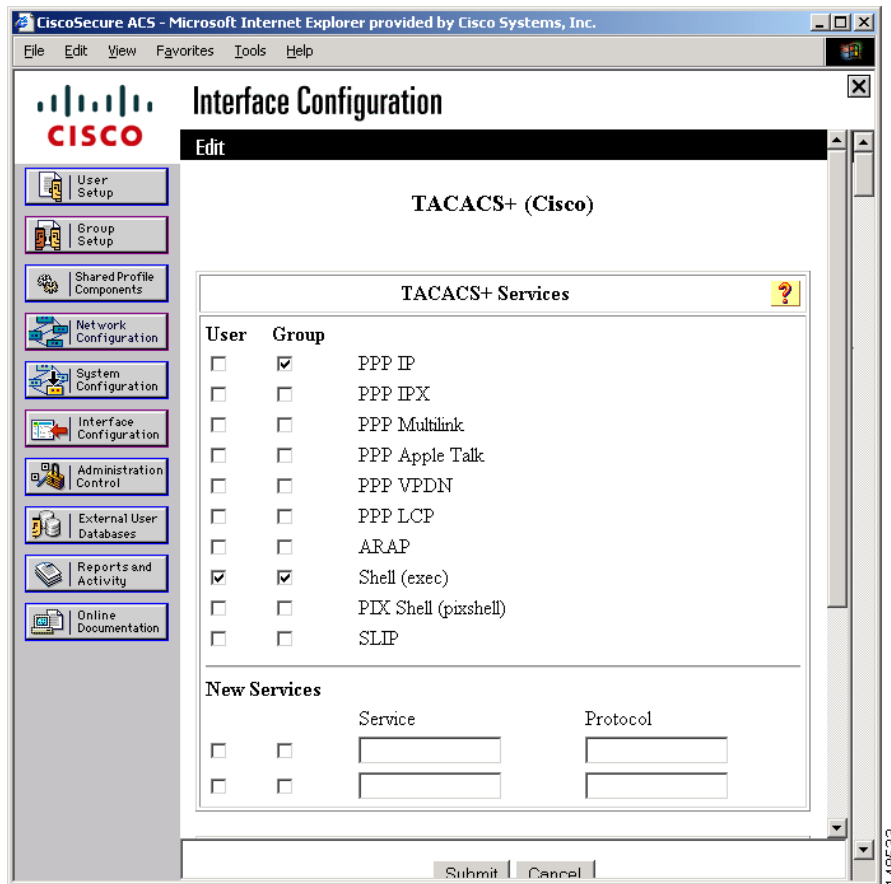 CiscoSecure ACS - Microsoft Internet Explorer provided by Cisco Systems, Inc.
File Edit View Favorites Tools Help
CISCO
Interface Configuration
Edit
User
Setup
Group
Setup
Shared Profile
Components
Network
Configuration
System
Configuration
Interface
Configuration
Administration
Control
External User
Databases
Reports and
Activity
Online
Documentation
TACACS+ (Cisco)
TACACS+ Services
?
User Group
PPP IP
PPP IPX
PPP Multilink
PPP Apple Talk
PPP VPDN
PPP LCP
ARAP
Shell (exec)
PIX Shell (pixshell)
SLIP
New Services
Service Protocol
Submit Cancel